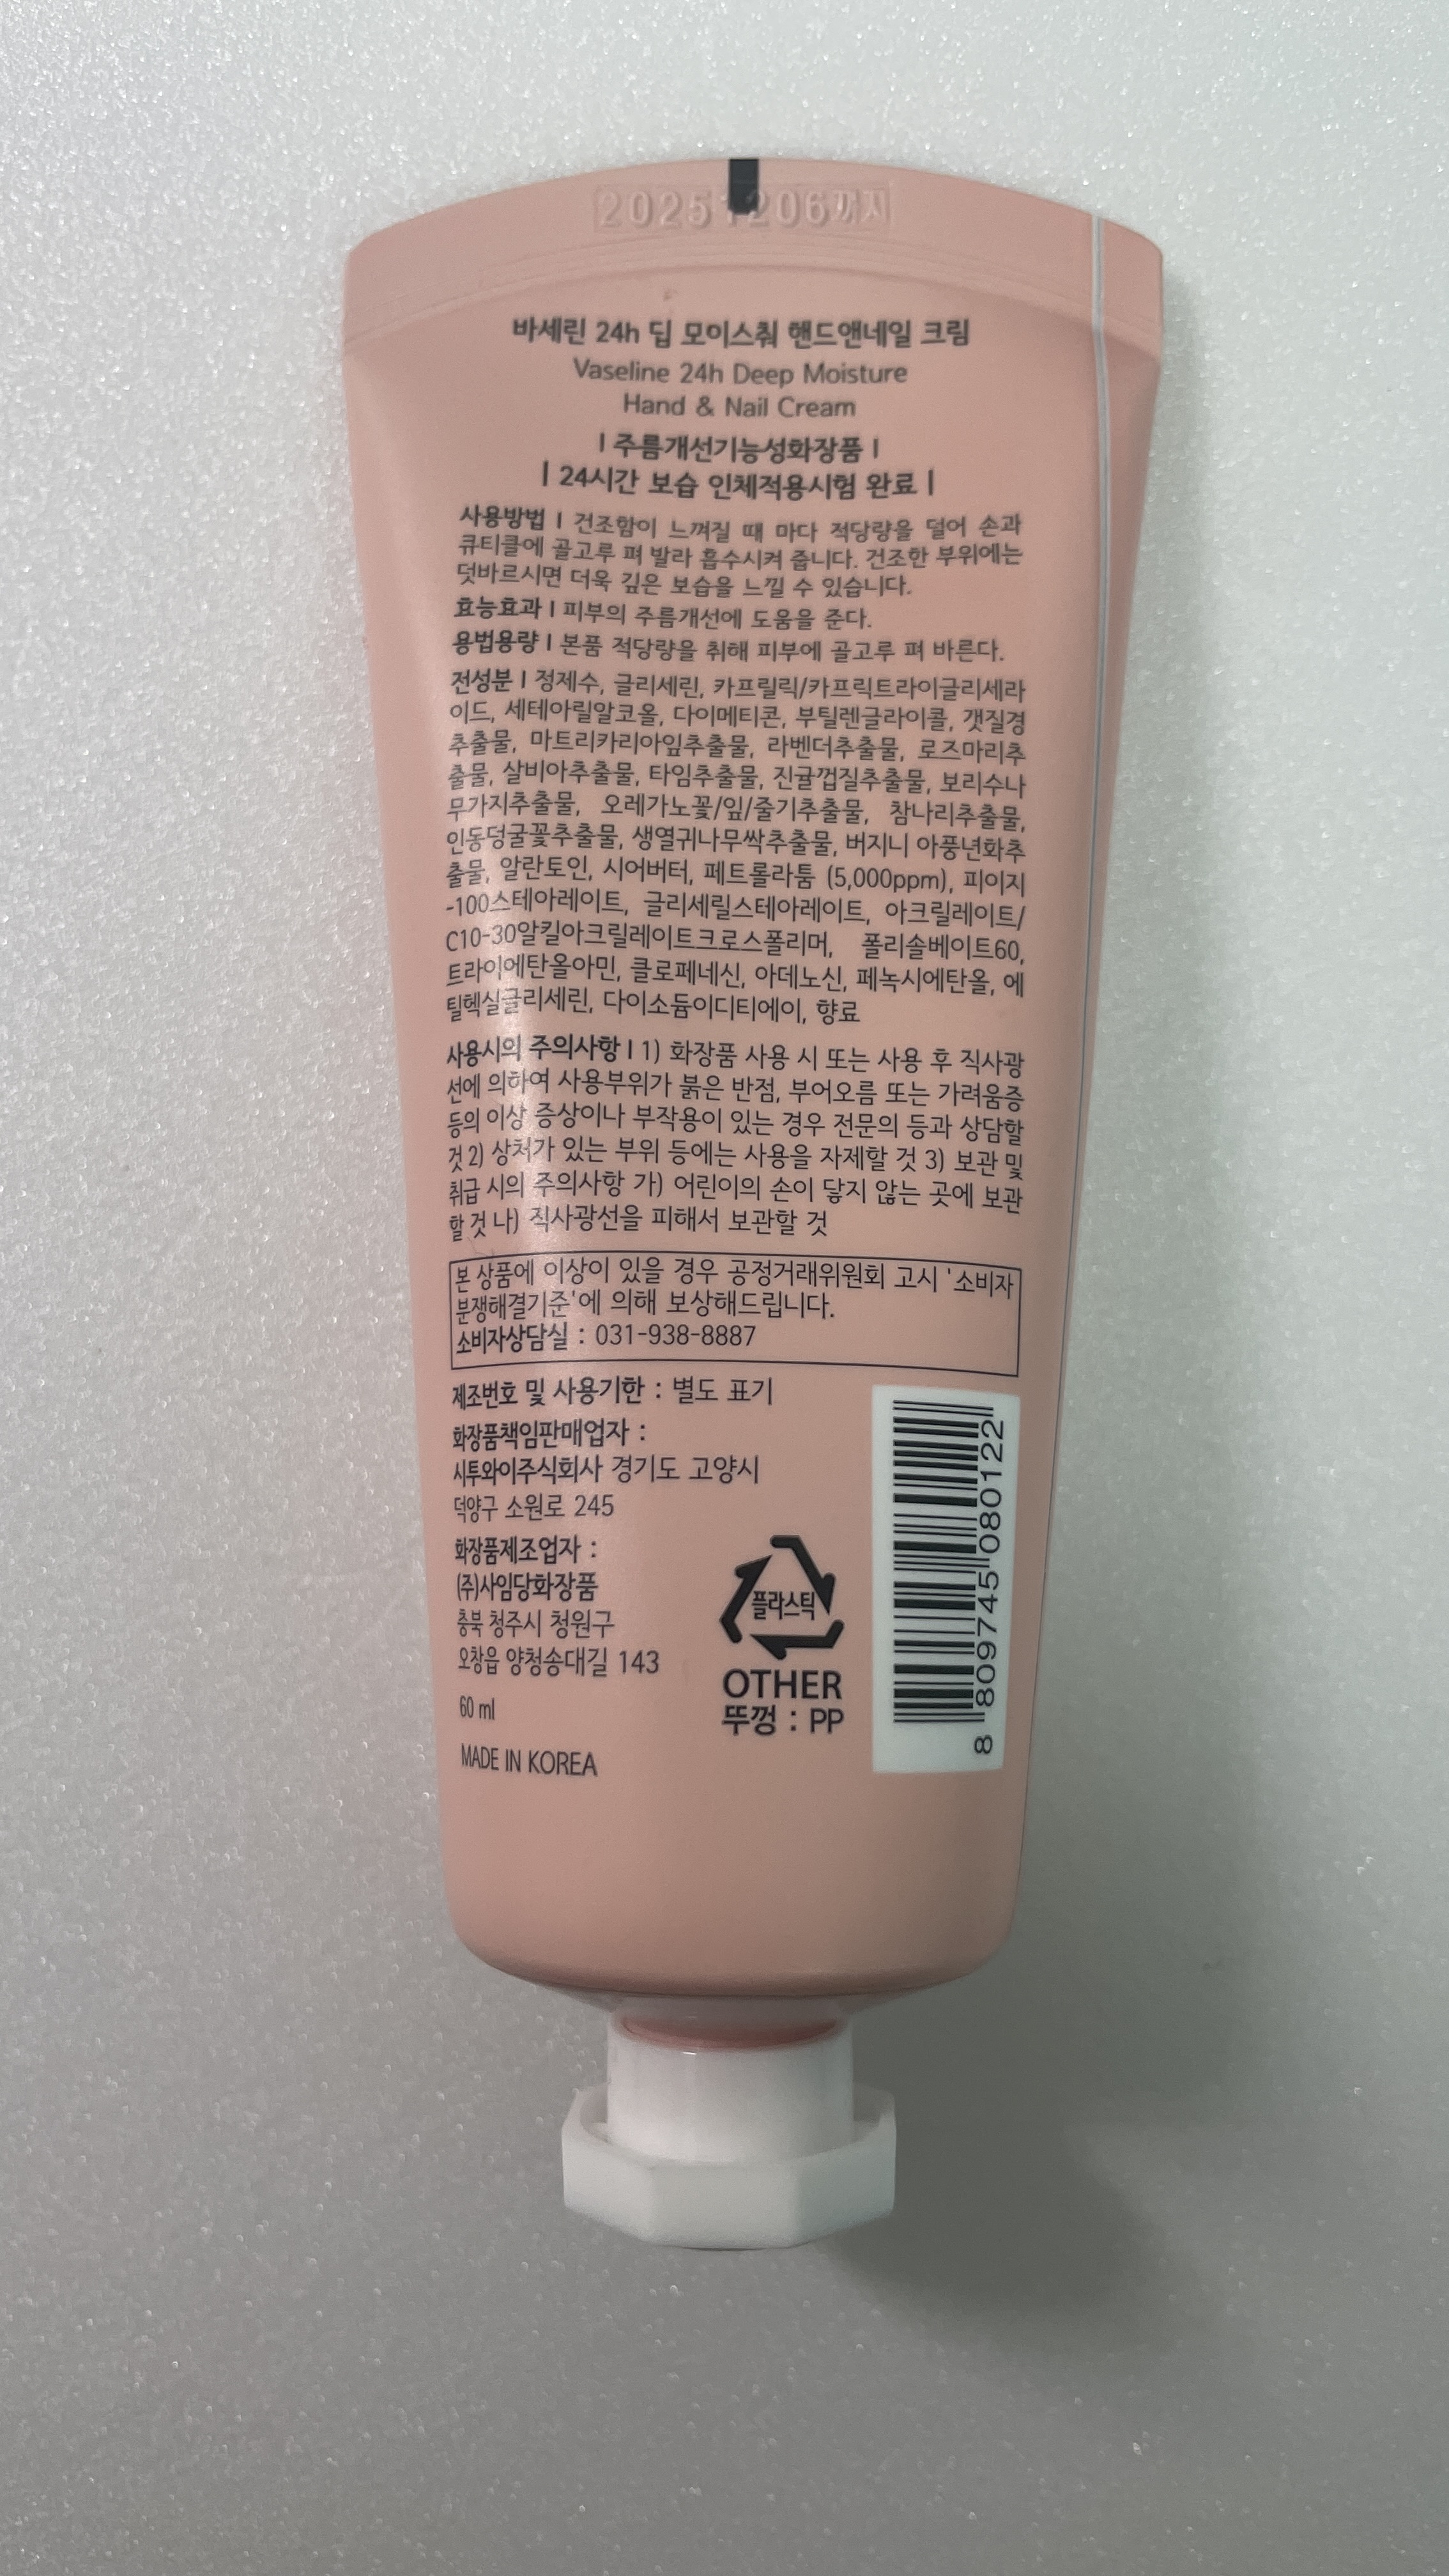 20251206까지
바세린 24h 딥 모이스춰 핸드앤네일 크림
Vaseline 24h Deep Moisture
Hand & Nail Cream
| 주름개선기능성화장품 |
| 24시간 보습 인체적용시험 완료 |
사용방법 | 건조함이 느껴질 때 마다 적당량을 덜어 손과
큐티클에 골고루 펴 발라 흡수시켜 줍니다. 건조한 부위에는
덧바르시면 더욱 깊은 보습을 느낄 수 있습니다.
효능효과 | 피부의 주름개선에 도움을 준다.
용법용량 | 본품 적당량을 취해 피부에 골고루 펴 바른다.
전성분 | 정제수, 글리세린, 카프릴릭/카프릭트라이글리세라
이드, 세테아릴알코올, 다이메티콘, 부틸렌글라이콜, 갯질경
추출물, 마트리카리아잎추출물, 라벤더추출물, 로즈마리추
출물, 살비아추출물, 타임추출물, 진귤껍질추출물, 보리수나
무가지추출물, 오레가노꽃/잎/줄기추출물, 참나리추출물,
인동덩굴꽃추출물, 생열귀나무싹추출물, 버지니 아풍년화추
출물, 알란토인, 시어버터, 페트롤라툼 (5,000ppm), 피이지
-100스테아레이트, 글리세릴스테아레이트, 아크릴레이트/
C10-30알킬아크릴레이트크로스폴리머, 폴리솔베이트60,
트라이에탄올아민, 클로페네신, 아데노신, 페녹시에탄올, 에
틸헥실글리세린, 다이소듐이디티에이, 향료
사용시의 주의사항 | 1) 화장품 사용 시 또는 사용 후 직사광
선에 의하여 사용부위가 붉은 반점, 부어오름 또는 가려움증
등의 이상 증상이나 부작용이 있는 경우 전문의 등과 상담할
것 2) 상처가 있는 부위 등에는 사용을 자제할 것 3) 보관 및
취급 시의 주의사항 가) 어린이의 손이 닿지 않는 곳에 보관
할 것 나) 직사광선을 피해서 보관할 것
본 상품에 이상이 있을 경우 공정거래위원회 고시 '소비자
분쟁해결기준'에 의해 보상해드립니다.
소비자상담실 : 031-938-8887
제조번호 및 사용기한 : 별도 표기
화장품책임판매업자 :
시투와이주식회사 경기도 고양시
덕양구 소원로 245
화장품제조업자 :
(주)사임당화장품
충북 청주시 청원구
오창읍 양청송대길 143
60 ml
MADE IN KOREA
플라스틱
OTHER
뚜껑 : PP
8 809745 080122